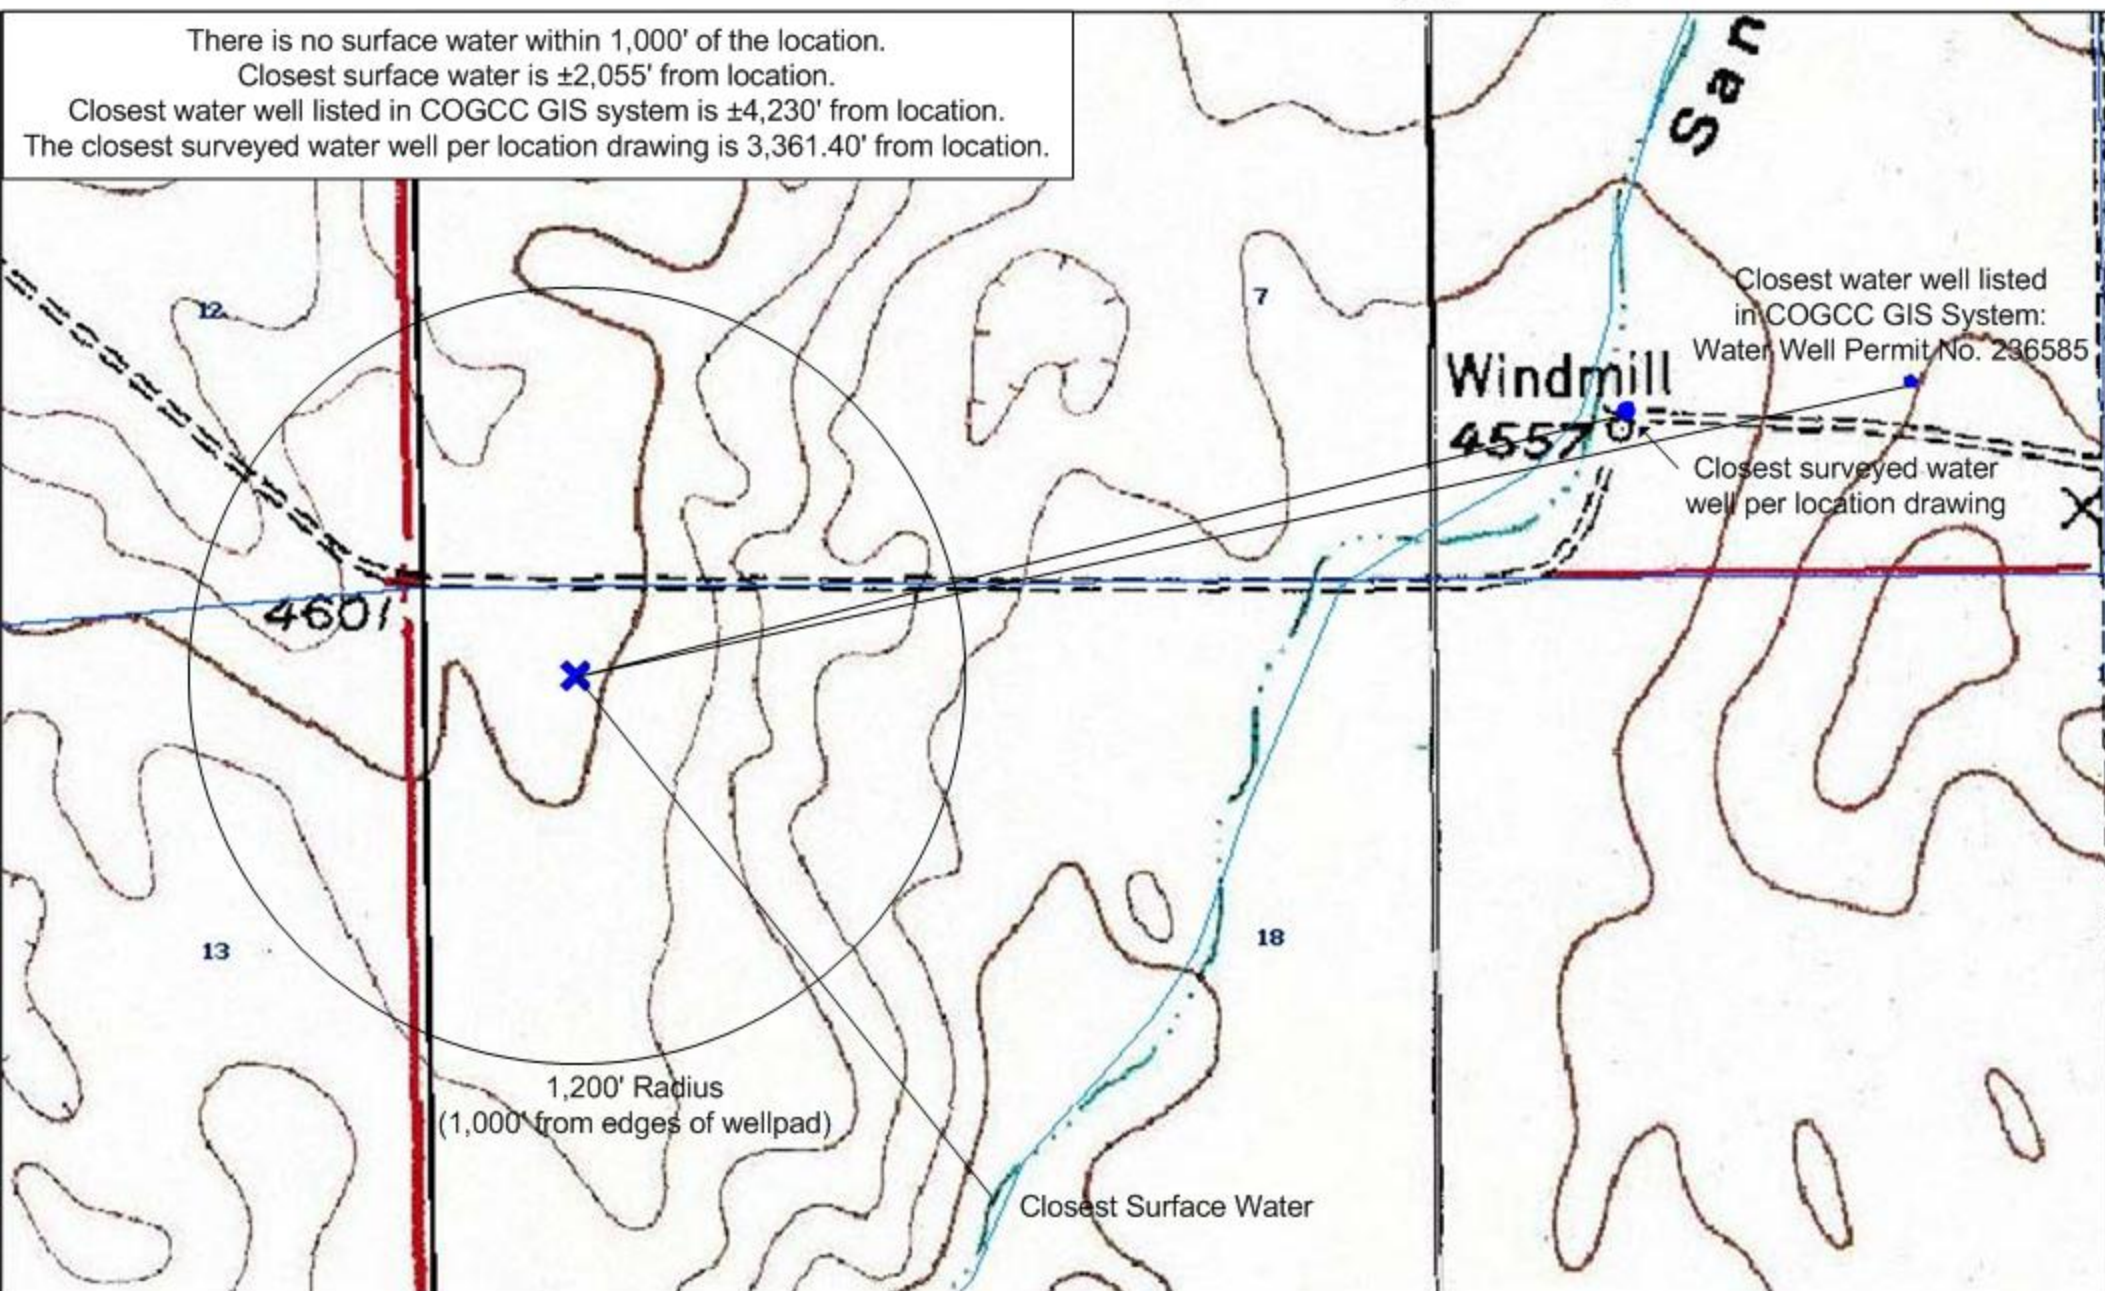 There is no surface water within 1,000' of the location.
Closest surface water is ±2,055' from location.
Closest water well listed in COGCC GIS system is ±4,230' from location.
The closest surveyed water well per location drawing is 3,361.40' from location.
San
12
7
Closest water well listed
in COGCC GIS System:
Water Well Permit No. 236585
Windmill
4557
Closest surveyed water
well per location drawing
4601
13
18
1,200' Radius
(1,000' from edges of wellpad)
Closest Surface Water